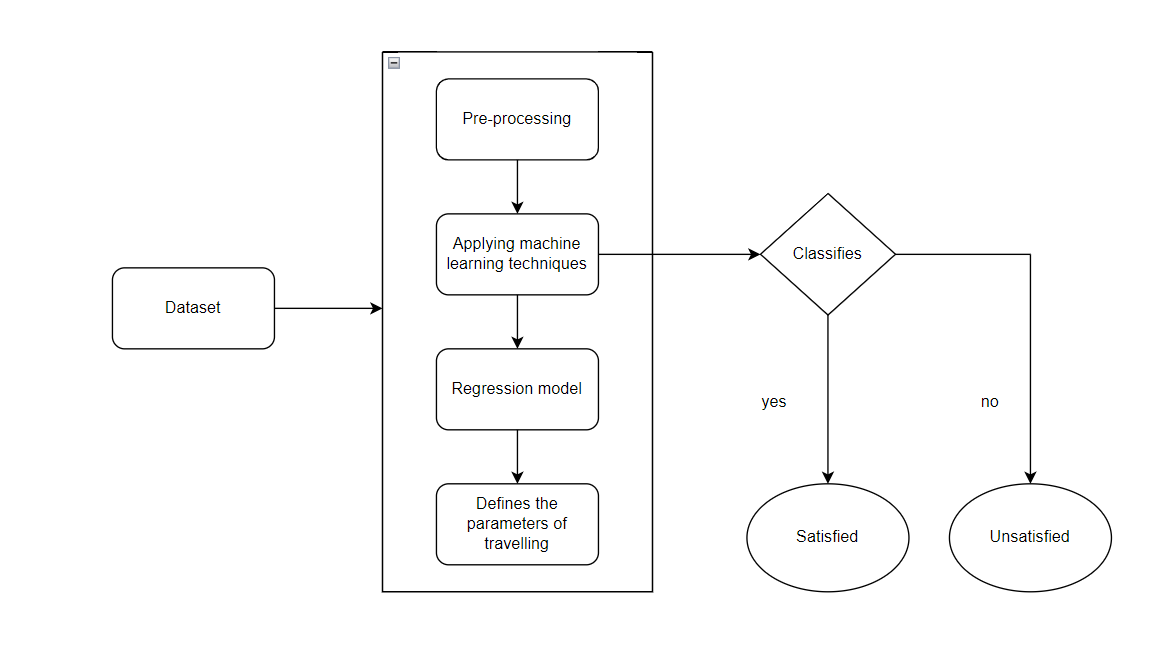 Pre-processing
Applying machine
learning techniques
Classifies
Dataset
Regression model
yes
no
Defines the
parameters of
travelling
Satisfied
Unsatisfied